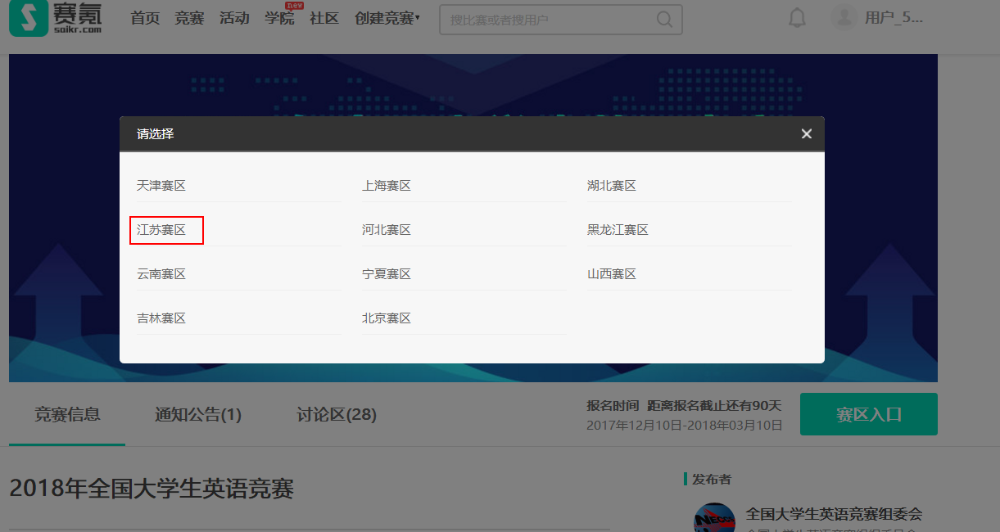 赛氪
saikr.com
首页 竞赛 活动 学院 new 社区 创建竞赛
搜比赛或者搜用户
用户_5...
请选择 ×
天津赛区 上海赛区 湖北赛区
江苏赛区 河北赛区 黑龙江赛区
云南赛区 宁夏赛区 山西赛区
吉林赛区 北京赛区
竞赛信息 通知公告(1) 讨论区(28)
报名时间 距离报名截止还有90天
2017年12月10日-2018年03月10日
赛区入口
2018年全国大学生英语竞赛
发布者
NECCS
全国大学生英语竞赛组委会